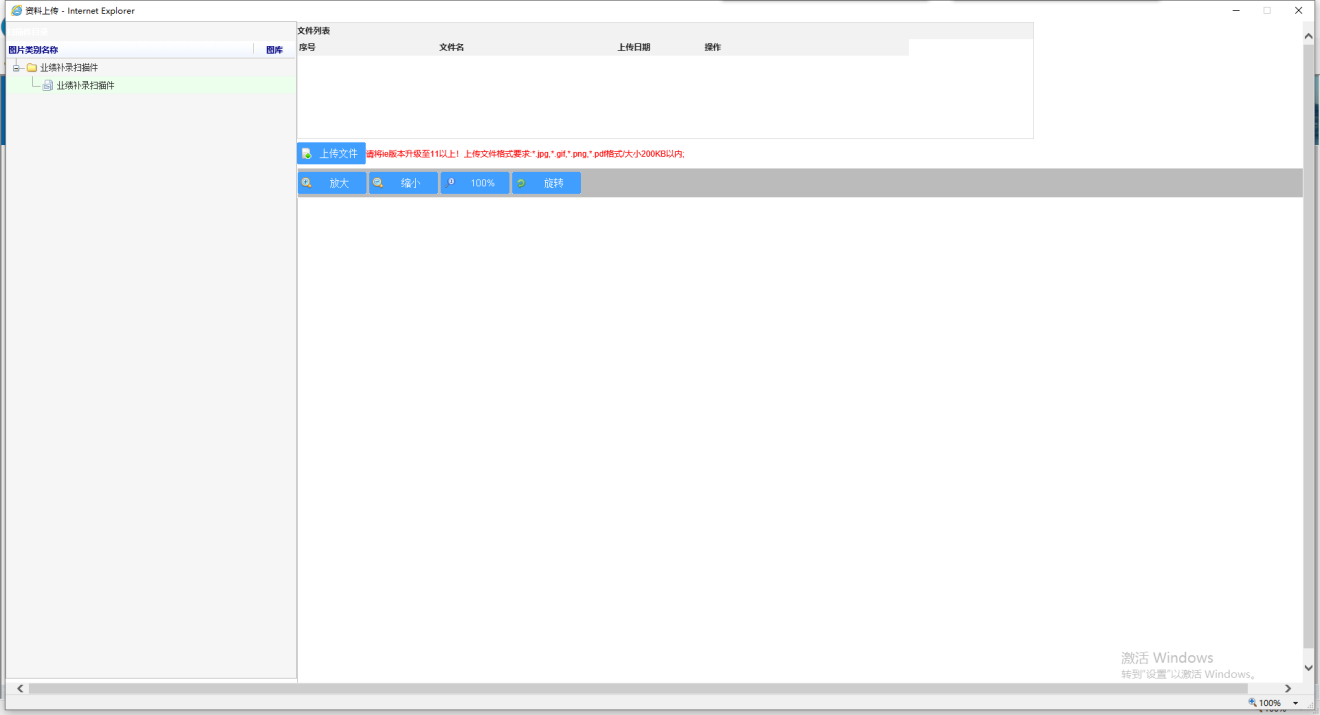 资料上传 - Internet Explorer
文件列表
图片类别名称 图库
序号 文件名 上传日期 操作
业绩补录扫描件
业绩补录扫描件
上传文件 请将ie版本升级至11以上！上传文件格式要求:*.jpg,*.gif,*.png,*.pdf格式/大小200KB以内;
放大 缩小 100% 旋转
激活 Windows
转到"设置"以激活 Windows。
100%